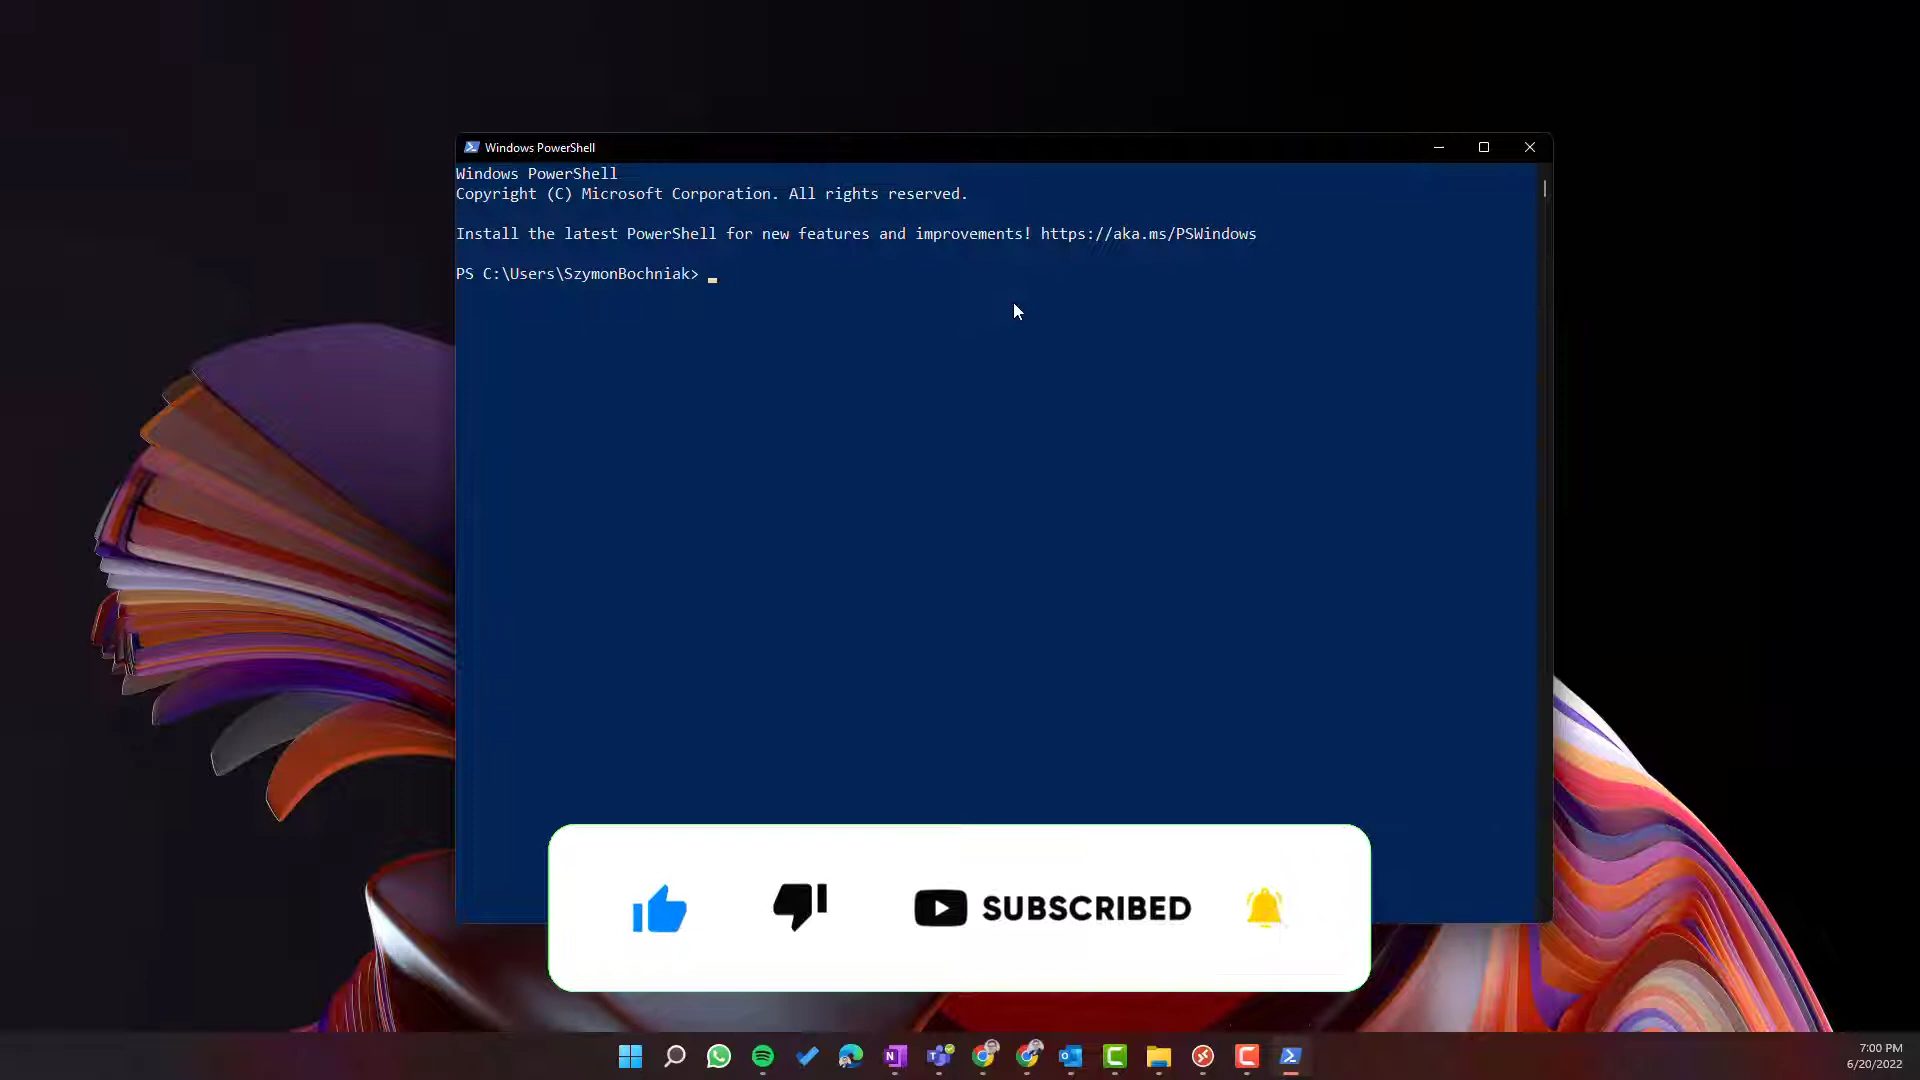 Windows PowerShell
Windows PowerShell
Copyright (C) Microsoft Corporation. All rights reserved.
Install the latest PowerShell for new features and improvements! https://aka.ms/PSWindows
PS C:\Users\SzymonBochniak>
SUBSCRIBED
7:00 PM
6/20/2022